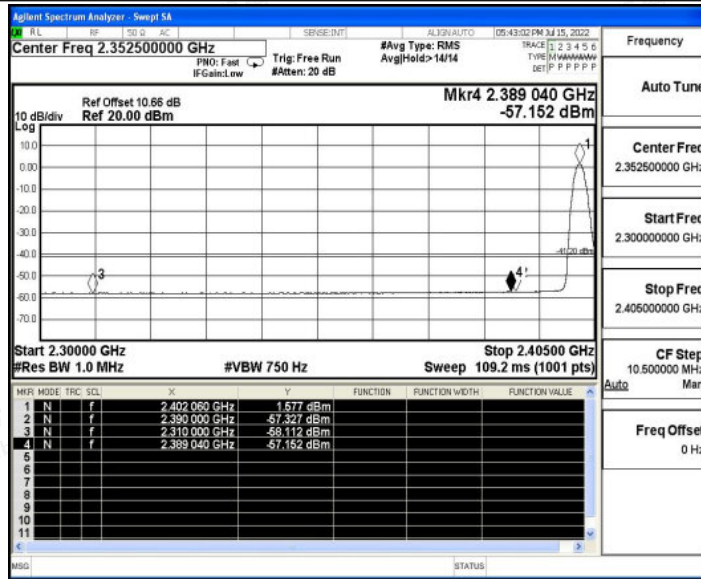 Agilent Spectrum Analyzer - Swept SA
RL RF 50 Ω AC SENSE:INT ALIGNAUTO 05:43:02 PM Jul 15, 2022
Center Freq 2.352500000 GHz #Avg Type: RMS TRACE 1 2 3 4 5 6
PNO: Fast Trig: Free Run Avg|Hold:> 14/14 TYPE
IFGain:Low #Atten: 20 dB DET P P P P P P
Mkr4 2.389 040 GHz
-57.152 dBm
Ref Offset 10.66 dB
10 dB/div Ref 20.00 dBm
Log
10.0
0.00
-10.0
-20.0
-30.0
-40.0
-50.0
-60.0
-70.0
1
-41.20 dBm
3
4
Start 2.30000 GHz Stop 2.40500 GHz
#Res BW 1.0 MHz #VBW 750 Hz Sweep 109.2 ms (1001 pts)
MKR MODE TRC SCL X Y FUNCTION FUNCTION WIDTH FUNCTION VALUE
1 N f 2.402 060 GHz 1.577 dBm
2 N f 2.390 000 GHz -57.327 dBm
3 N f 2.310 000 GHz -58.112 dBm
4 N f 2.389 040 GHz -57.152 dBm
5
6
7
8
9
10
11
MSG STATUS
Frequency
Auto Tune
Center Freq
2.352500000 GHz
Start Freq
2.300000000 GHz
Stop Freq
2.405000000 GHz
CF Step
10.500000 MHz
Auto Man
Freq Offset
0 Hz